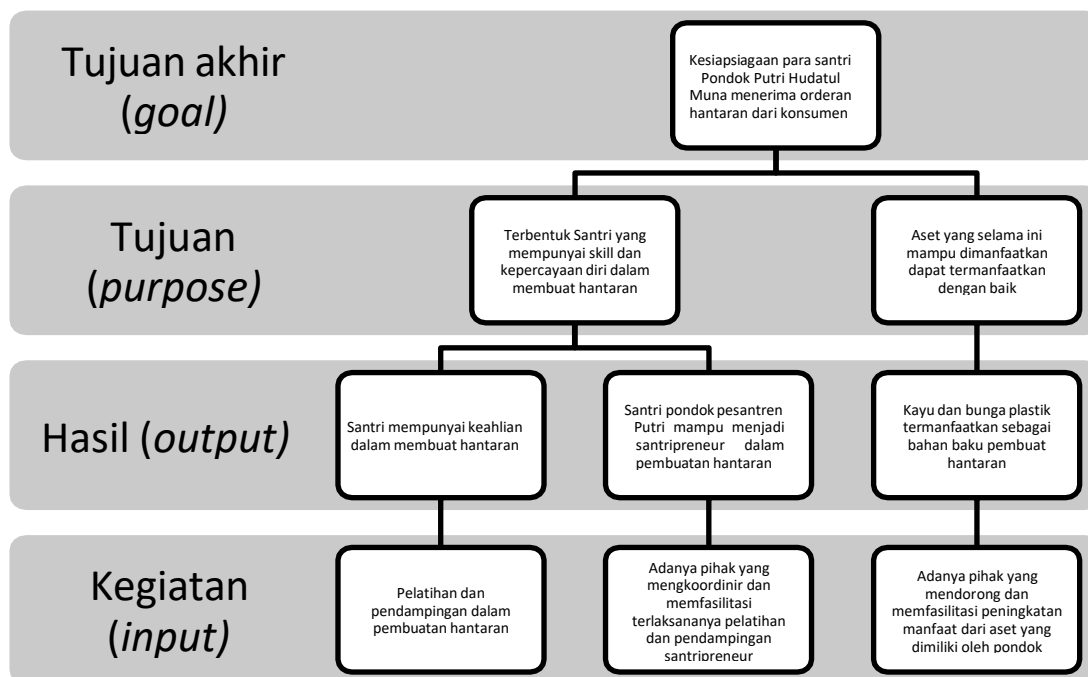 Tujuan akhir
(goal)
Kesiapsiagaan para santri
Pondok Putri Hudatul
Muna menerima orderan
hantaran dari konsumen
Tujuan
(purpose)
Terbentuk Santri yang
mempunyai skill dan
kepercayaan diri dalam
membuat hantaran
Aset yang selama ini
mampu dimanfaatkan
dapat termanfaatkan
dengan baik
Hasil (output)
Santri mempunyai keahlian
dalam membuat hantaran
Santri pondok pesantren
Putri mampu menjadi
santripreneur dalam
pembuatan hantaran
Kayu dan bunga plastik
termanfaatkan sebagai
bahan baku pembuat
hantaran
Kegiatan
(input)
Pelatihan dan
pendampingan dalam
pembuatan hantaran
Adanya pihak yang
mengkoordinir dan
memfasilitasi
terlaksananya pelatihan
dan pendampingan
santripreneur
Adanya pihak yang
mendorong dan
memfasilitasi peningkatan
manfaat dari aset yang
dimiliki oleh pondok